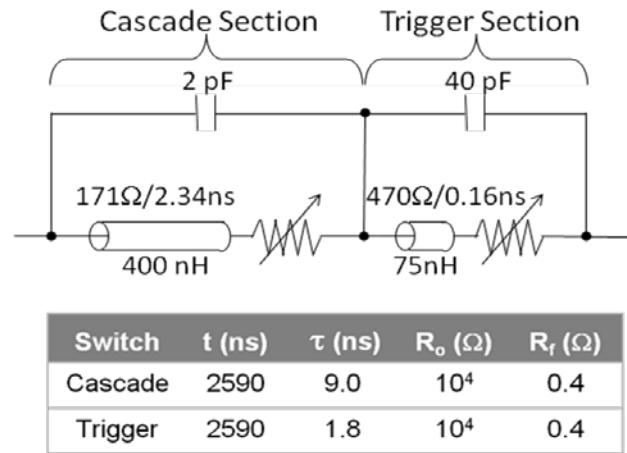 Cascade Section Trigger Section
2 pF 40 pF
171Ω/2.34ns 470Ω/0.16ns
400 nH 75nH
Switch t (ns) τ (ns) Ro (Ω) Rf (Ω)
Cascade 2590 9.0 10⁴ 0.4
Trigger 2590 1.8 10⁴ 0.4